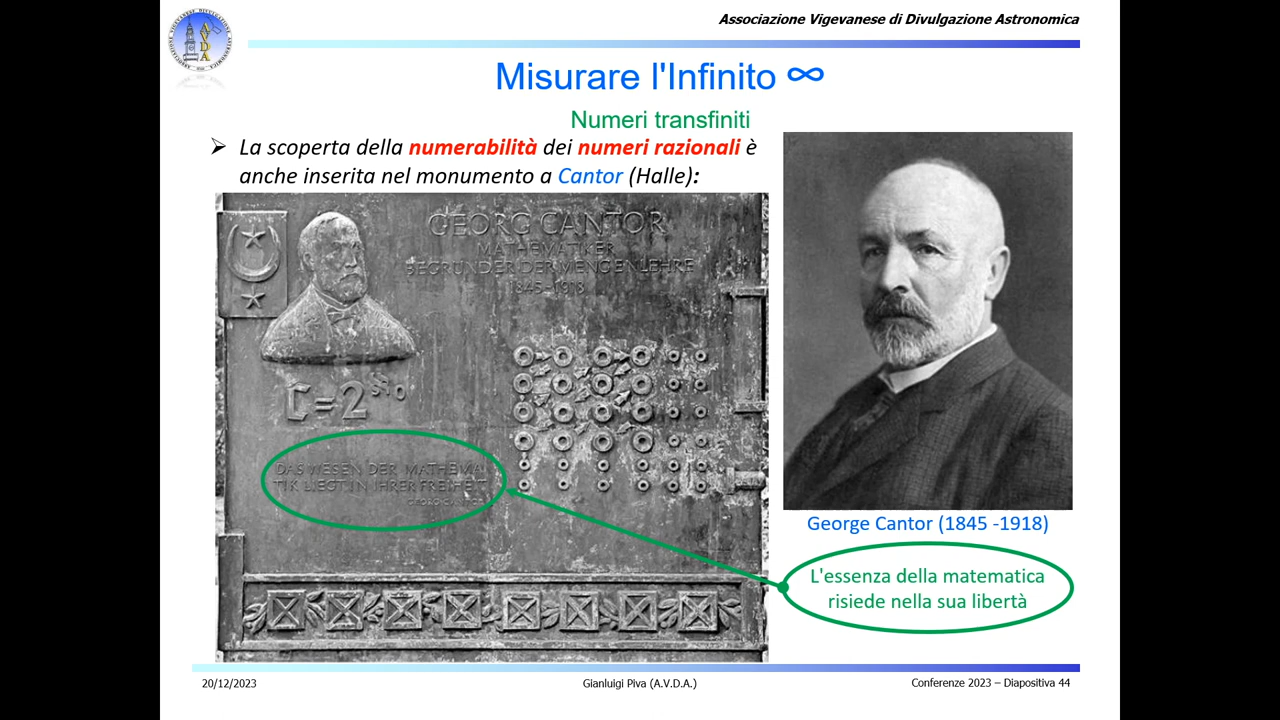 Associazione Vigevanese di Divulgazione Astronomica
A.V.D.A
Misurare l'Infinito ∞
Numeri transfiniti
➢ La scoperta della numerabilità dei numeri razionali è
anche inserita nel monumento a Cantor (Halle):
GEORG CANTOR
MATHEMATIKER
BEGRÜNDER DER MENGENLEHRE
1845-1918
C=2^ℵ0
DAS WESEN DER MATHEMA
TIK LIEGT IN IHRER FREIHEIT
George Cantor (1845 -1918)
L'essenza della matematica
risiede nella sua libertà
20/12/2023
Gianluigi Piva (A.V.D.A.)
Conferenze 2023 – Diapositiva 44